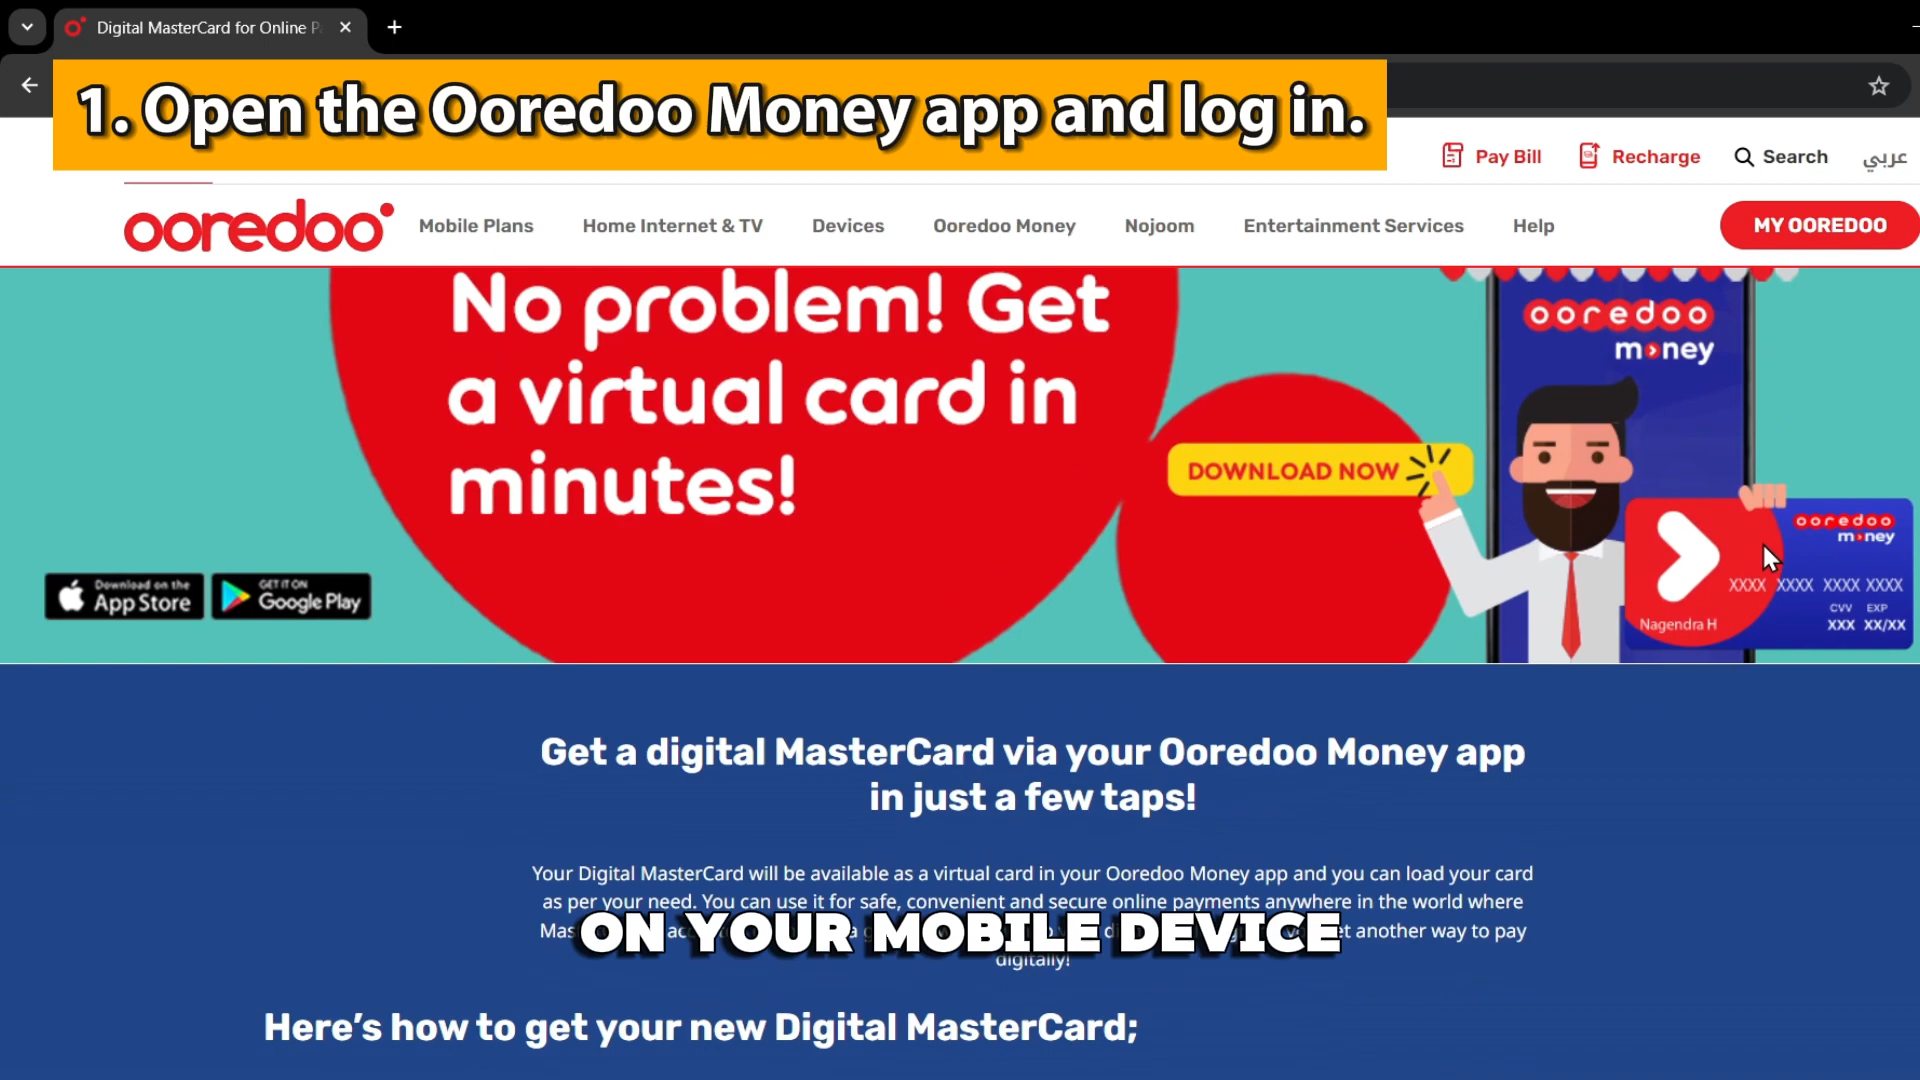 Digital MasterCard for Online P
1. Open the Ooredoo Money app and log in.
Pay Bill
Recharge
Search
عربي
ooredoo
Mobile Plans
Home Internet & TV
Devices
Ooredoo Money
Nojoom
Entertainment Services
Help
MY OOREDOO
No problem! Get
a virtual card in
minutes!
DOWNLOAD NOW
ooredoo
money
Download on the
App Store
GET IT ON
Google Play
ooredoo
money
XXXX XXXX XXXX XXXX
CVV EXP
Nagendra H
XXX XX/XX
Get a digital MasterCard via your Ooredoo Money app
in just a few taps!
Your Digital MasterCard will be available as a virtual card in your Ooredoo Money app and you can load your card
as per your need. You can use it for safe, convenient and secure online payments anywhere in the world where
another way to pay
digitally!
ON YOUR MOBILE DEVICE
Here’s how to get your new Digital MasterCard;